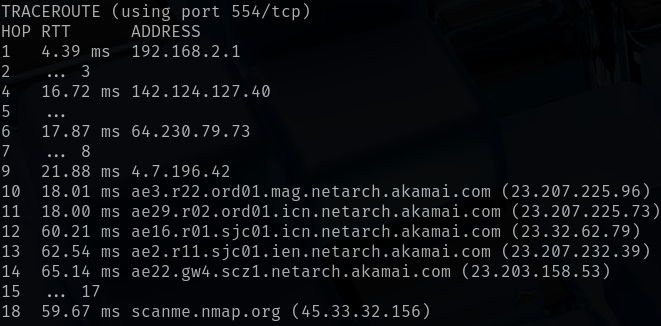 TRACEROUTE (using port 554/tcp)
HOP RTT ADDRESS
1 4.39 ms 192.168.2.1
2 ... 3
4 16.72 ms 142.124.127.40
5 ...
6 17.87 ms 64.230.79.73
7 ... 8
9 21.88 ms 4.7.196.42
10 18.01 ms ae3.r22.ord01.mag.netarch.akamai.com (23.207.225.96)
11 18.00 ms ae29.r02.ord01.icn.netarch.akamai.com (23.207.225.73)
12 60.21 ms ae16.r01.sjc01.icn.netarch.akamai.com (23.32.62.79)
13 62.54 ms ae2.r11.sjc01.ien.netarch.akamai.com (23.207.232.39)
14 65.14 ms ae22.gw4.scz1.netarch.akamai.com (23.203.158.53)
15 ... 17
18 59.67 ms scanme.nmap.org (45.33.32.156)